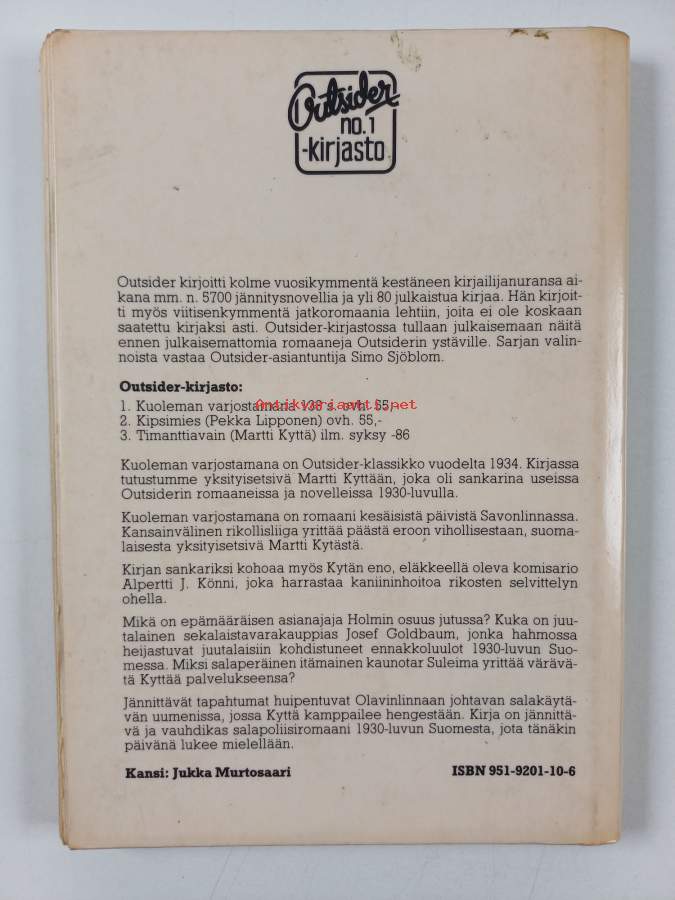 Outsider
no.1
-kirjasto
Outsider kirjoitti kolme vuosikymmentä kestäneen kirjailijanuransa ai-
kana mm. n. 5700 jännitysnovellia ja yli 80 julkaistua kirjaa. Hän kirjoit-
ti myös viitisenkymmentä jatkoromaania lehtiin, joita ei ole koskaan
saatettu kirjaksi asti. Outsider-kirjastossa tullaan julkaisemaan näitä
ennen julkaisemattomia romaaneja Outsiderin ystäville. Sarjan valin-
noista vastaa Outsider-asiantuntija Simo Sjöblom.
Outsider-kirjasto:
1. Kuoleman varjostamana 138 s. ovh. 55,-
Antikvariaatti.net
2. Kipsimies (Pekka Lipponen) ovh. 55,-
3. Timanttiavain (Martti Kyttä) ilm. syksy -86
Kuoleman varjostamana on Outsider-klassikko vuodelta 1934. Kirjassa
tutustumme yksityisetsivä Martti Kyttään, joka oli sankarina useissa
Outsiderin romaaneissa ja novelleissa 1930-luvulla.
Kuoleman varjostamana on romaani kesäisistä päivistä Savonlinnassa.
Kansainvälinen rikollisliiga yrittää päästä eroon vihollisestaan, suoma-
laisesta yksityisetsivä Martti Kytästä.
Kirjan sankariksi kohoaa myös Kytän eno, eläkkeellä oleva komisario
Alpertti J. Könni, joka harrastaa kaniininhoitoa rikosten selvittelyn
ohella.
Mikä on epämääräisen asianajaja Holmin osuus jutussa? Kuka on juu-
talainen sekalaistavarakauppias Josef Goldbaum, jonka hahmossa
heijastuvat juutalaisiin kohdistuneet ennakkoluulot 1930-luvun Suo-
messa. Miksi salaperäinen itämainen kaunotar Suleima yrittää värävä-
tä Kyttää palvelukseensa?
Jännittävät tapahtumat huipentuvat Olavinlinnaan johtavan salakäytä-
vän uumenissa, jossa Kyttä kamppailee hengestään. Kirja on jännittä-
vä ja vauhdikas salapoliisiromaani 1930-luvun Suomesta, jota tänäkin
päivänä lukee mielellään.
Kansi: Jukka Murtosaari
ISBN 951-9201-10-6